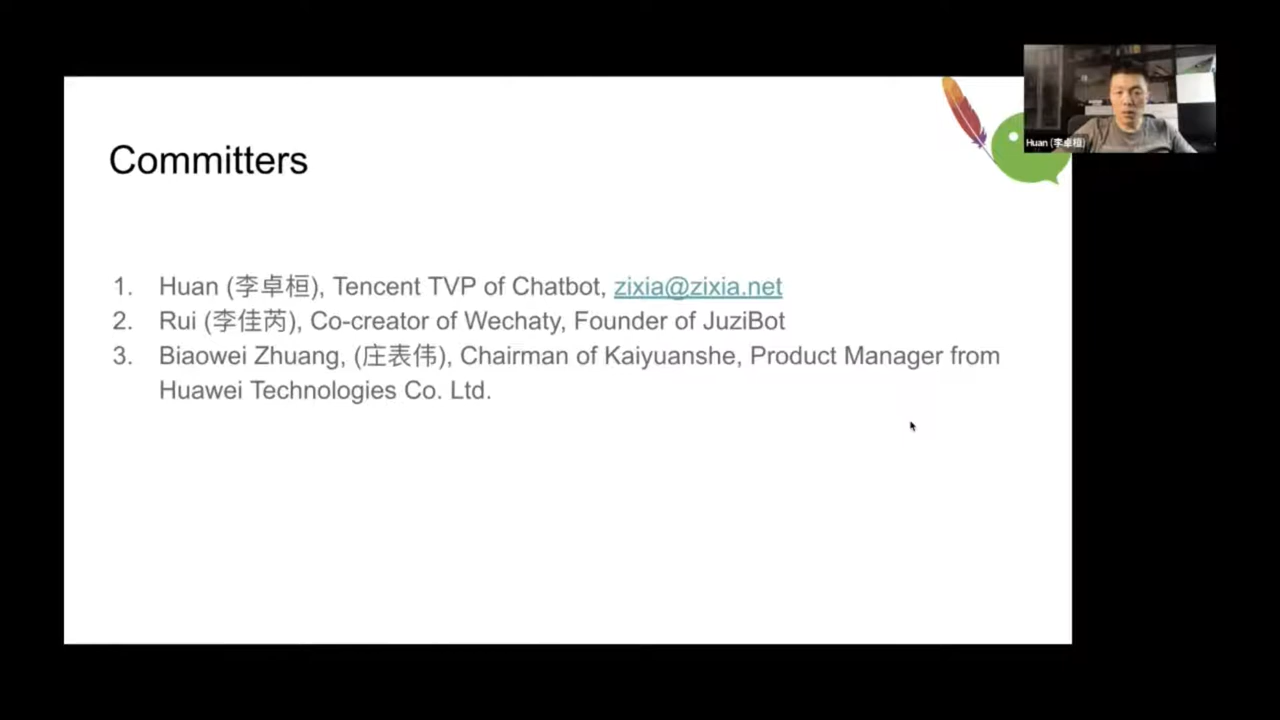 Huan (李卓桓)
Committers
1. Huan (李卓桓), Tencent TVP of Chatbot, zixia@zixia.net
2. Rui (李佳芮), Co-creator of Wechaty, Founder of JuziBot
3. Biaowei Zhuang, (庄表伟), Chairman of Kaiyuanshe, Product Manager from
Huawei Technologies Co. Ltd.